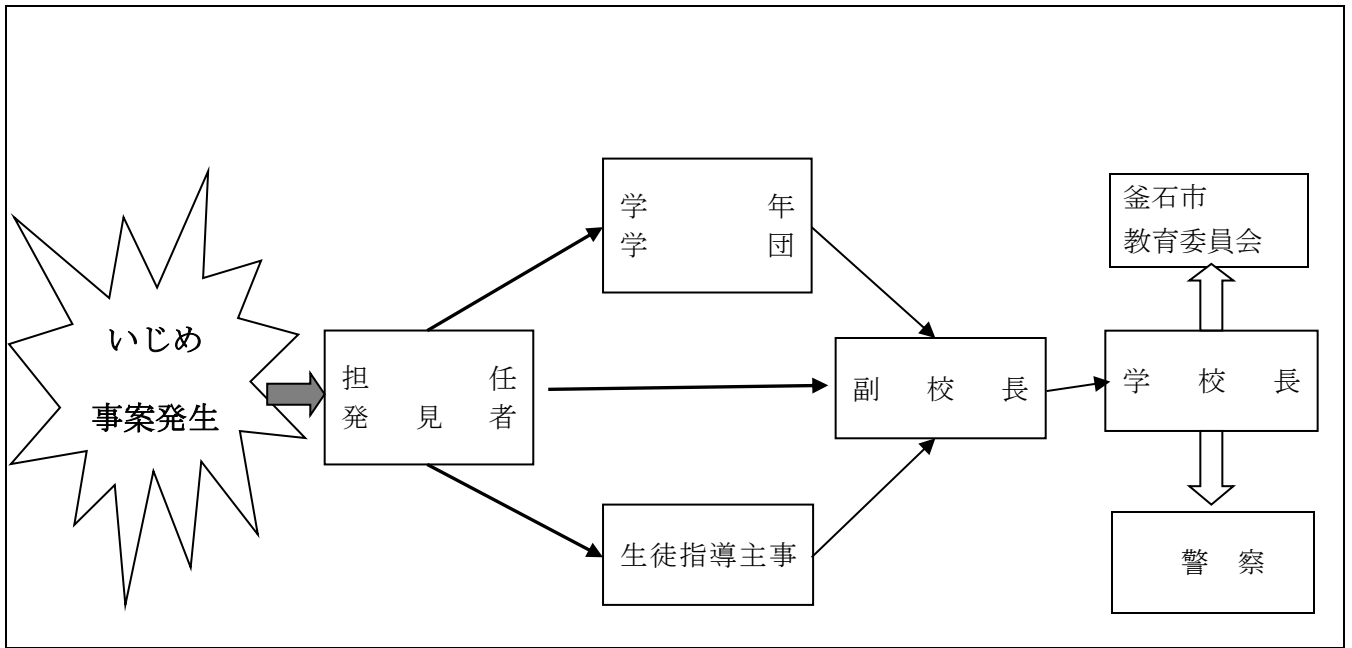 いじめ
事案発生
担任
発見者
学年
学団
生徒指導主事
副校長
学校長
釜石市
教育委員会
警察